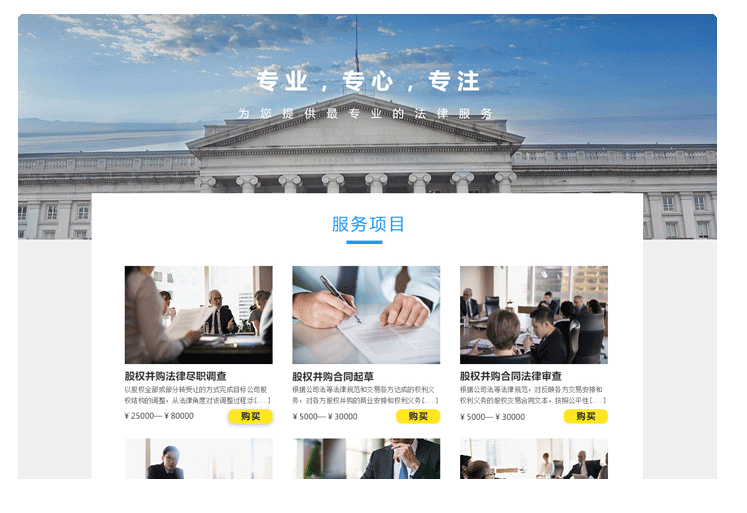 专业，专心，专注
为您提供最专业的法律服务
服务项目
股权并购法律尽职调查
以股权全部或部分转受让的方式完成目标公司股
权结构的调整，从法律角度对该调整过程涉[...]
¥ 25000— ¥ 80000
购买
股权并购合同起草
根据公司法等法律规范和交易各方达成的权利义
务，对各方股权并购的商业安排和权利义务[...]
¥ 5000— ¥ 30000
购买
股权并购合同法律审查
根据公司法等法律规范，对反映各方交易安排和
权利义务的股权交易合同文本，按照公平性[...]
¥ 5000— ¥ 30000
购买